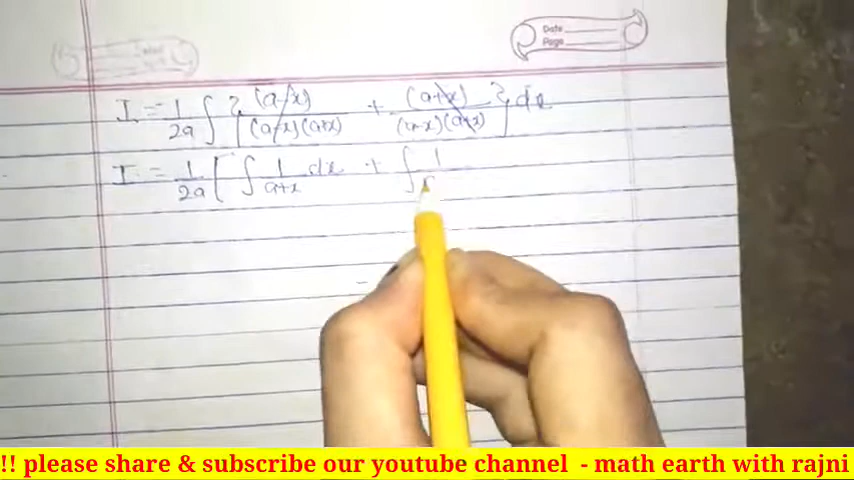 Date
Page
I = 1/2a ∫ { (a-x)/(a-x)(a+x) + (a+x)/(a-x)(a+x) } dx
I = 1/2a [ ∫ 1/a+x dx + ∫ 1/
!! please share & subscribe our youtube channel - math earth with rajni